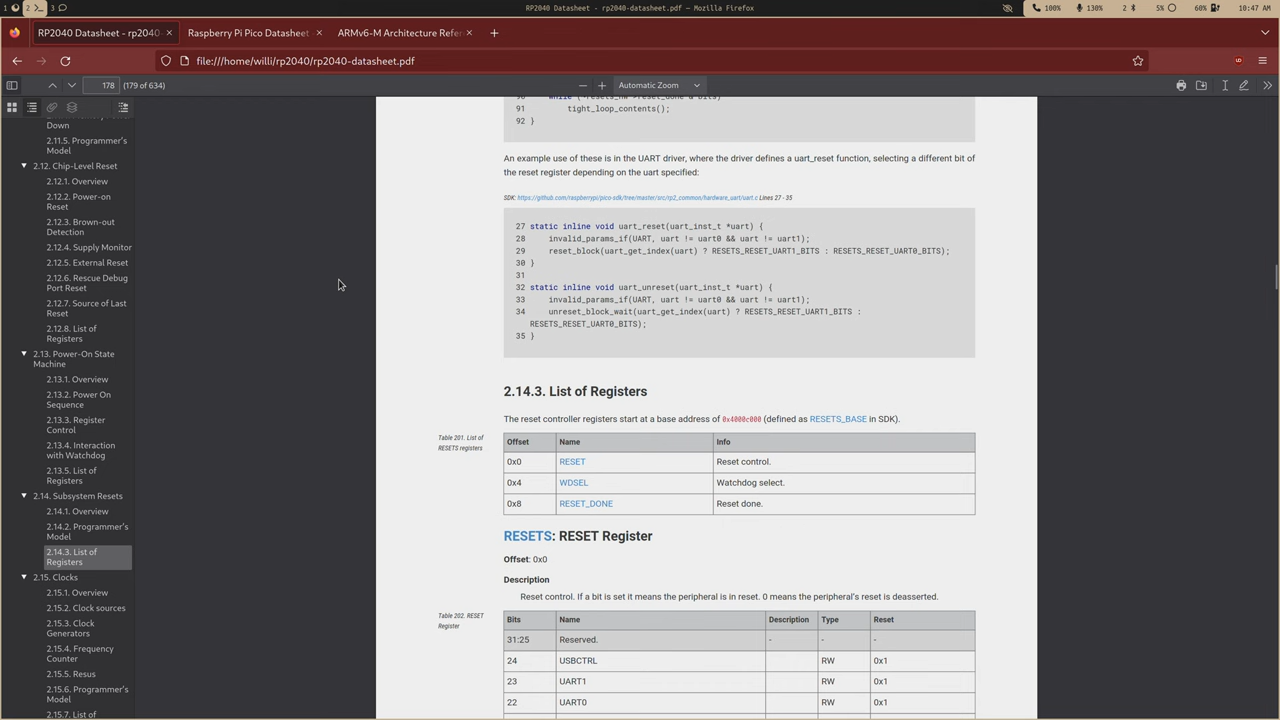 1 2 3
RP2040 Datasheet - rp2040-datasheet.pdf — Mozilla Firefox
100% 130% 2 5% 60% 10:47 AM
RP2040 Datasheet - rp2040- Raspberry Pi Pico Datasheet ARMv6-M Architecture Refer
file:///home/willi/rp2040/rp2040-datasheet.pdf
178 (179 of 634)
Automatic Zoom
Down
2.11.5. Programmer's
Model
2.12. Chip-Level Reset
2.12.1. Overview
2.12.2. Power-on
Reset
2.12.3. Brown-out
Detection
2.12.4. Supply Monitor
2.12.5. External Reset
2.12.6. Rescue Debug
Port Reset
2.12.7. Source of Last
Reset
2.12.8. List of
Registers
2.13. Power-On State
Machine
2.13.1. Overview
2.13.2. Power On
Sequence
2.13.3. Register
Control
2.13.4. Interaction
with Watchdog
2.13.5. List of
Registers
2.14. Subsystem Resets
2.14.1. Overview
2.14.2. Programmer's
Model
2.14.3. List of
Registers
2.15. Clocks
2.15.1. Overview
2.15.2. Clock sources
2.15.3. Clock
Generators
2.15.4. Frequency
Counter
2.15.5. Resus
2.15.6. Programmer's
Model
2.15.7. List of
91 tight_loop_contents();
92 }
An example use of these is in the UART driver, where the driver defines a uart_reset function, selecting a different bit of
the reset register depending on the uart specified:
SDK: https://github.com/raspberrypi/pico-sdk/tree/master/src/rp2_common/hardware_uart/uart.c Lines 27 - 35
27 static inline void uart_reset(uart_inst_t *uart) {
28 invalid_params_if(UART, uart != uart0 && uart != uart1);
29 reset_block(uart_get_index(uart) ? RESETS_RESET_UART1_BITS : RESETS_RESET_UART0_BITS);
30 }
31
32 static inline void uart_unreset(uart_inst_t *uart) {
33 invalid_params_if(UART, uart != uart0 && uart != uart1);
34 unreset_block_wait(uart_get_index(uart) ? RESETS_RESET_UART1_BITS :
RESETS_RESET_UART0_BITS);
35 }
2.14.3. List of Registers
The reset controller registers start at a base address of 0x4000c000 (defined as RESETS_BASE in SDK).
Table 201. List of
RESETS registers
Offset Name Info
0x0 RESET Reset control.
0x4 WDSEL Watchdog select.
0x8 RESET_DONE Reset done.
RESETS: RESET Register
Offset: 0x0
Description
Reset control. If a bit is set it means the peripheral is in reset. 0 means the peripheral's reset is deasserted.
Table 202. RESET
Register
Bits Name Description Type Reset
31:25 Reserved. - - -
24 USBCTRL RW 0x1
23 UART1 RW 0x1
22 UART0 RW 0x1